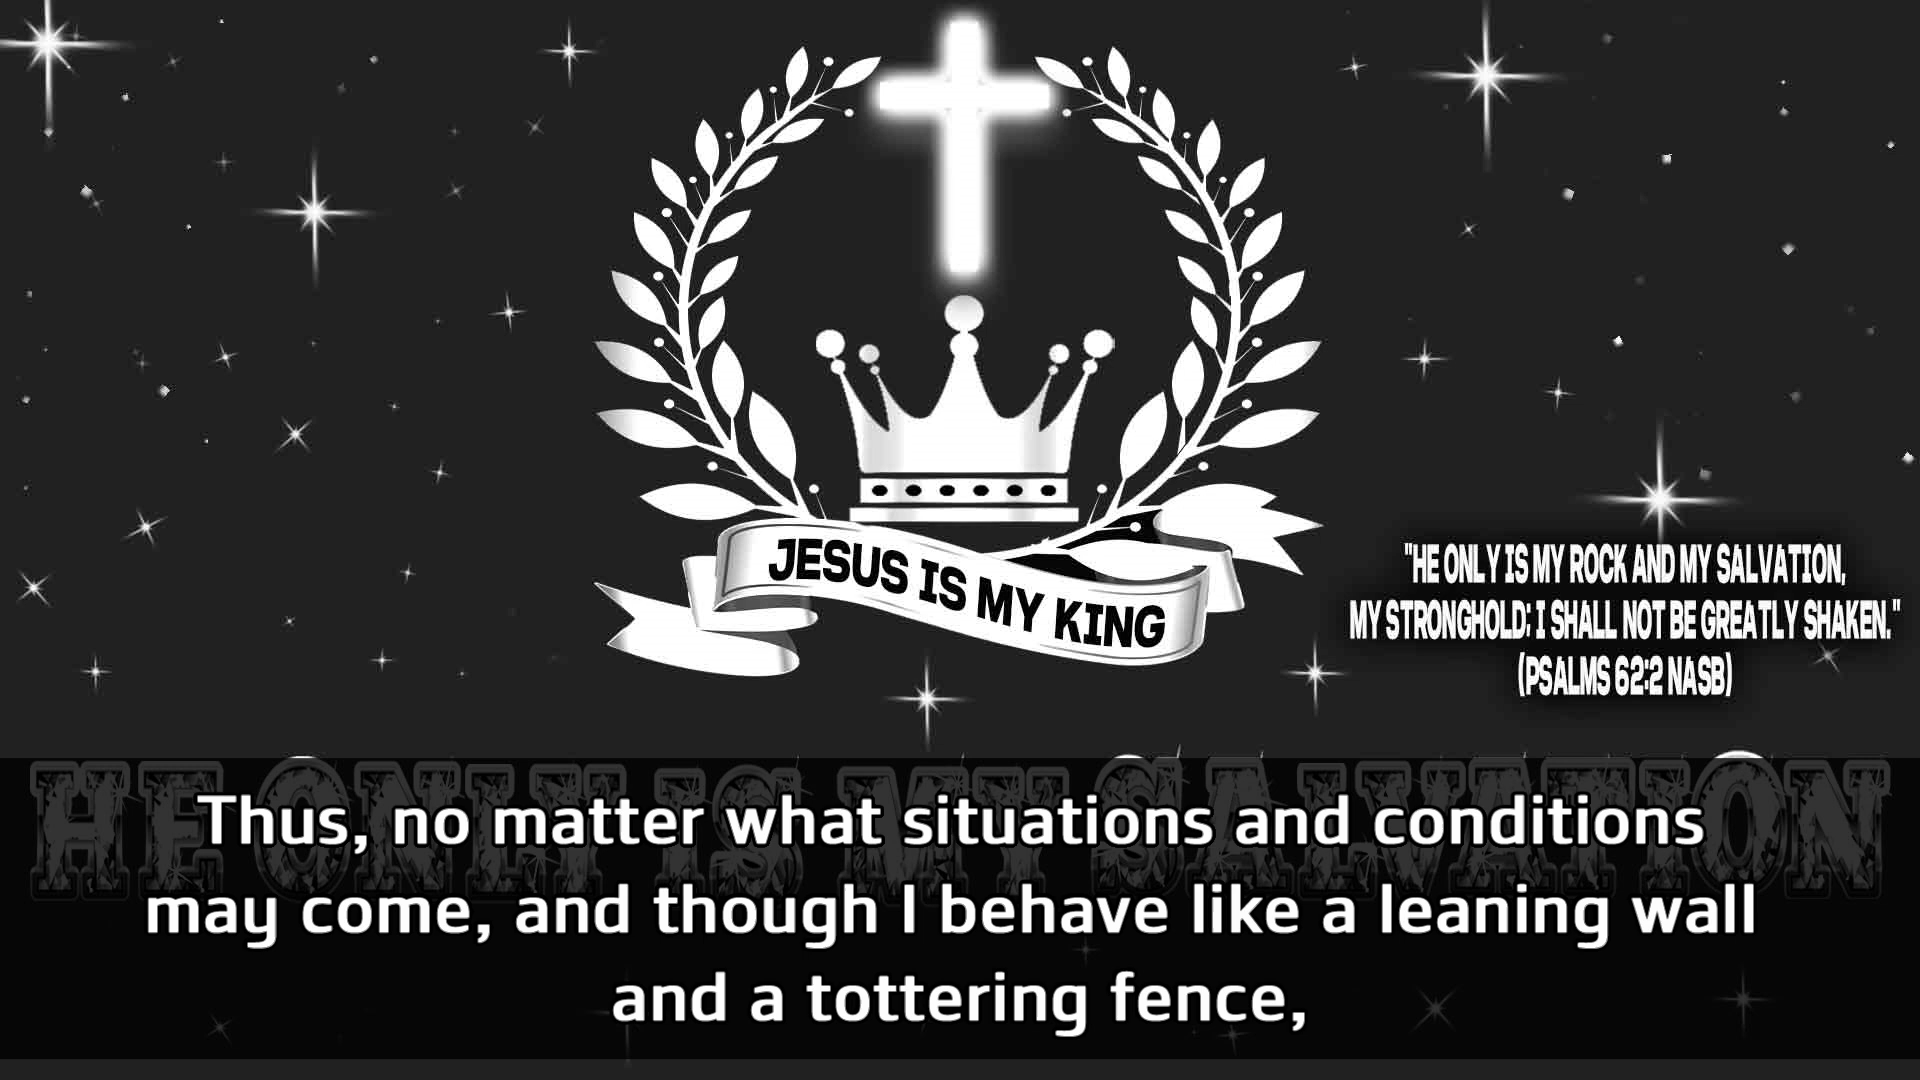 JESUS IS MY KING
"HE ONLY IS MY ROCK AND MY SALVATION,
MY STRONGHOLD; I SHALL NOT BE GREATLY SHAKEN."
(PSALMS 62:2 NASB)
HE ONLY IS MY SALVATION
Thus, no matter what situations and conditions
may come, and though I behave like a leaning wall
and a tottering fence,